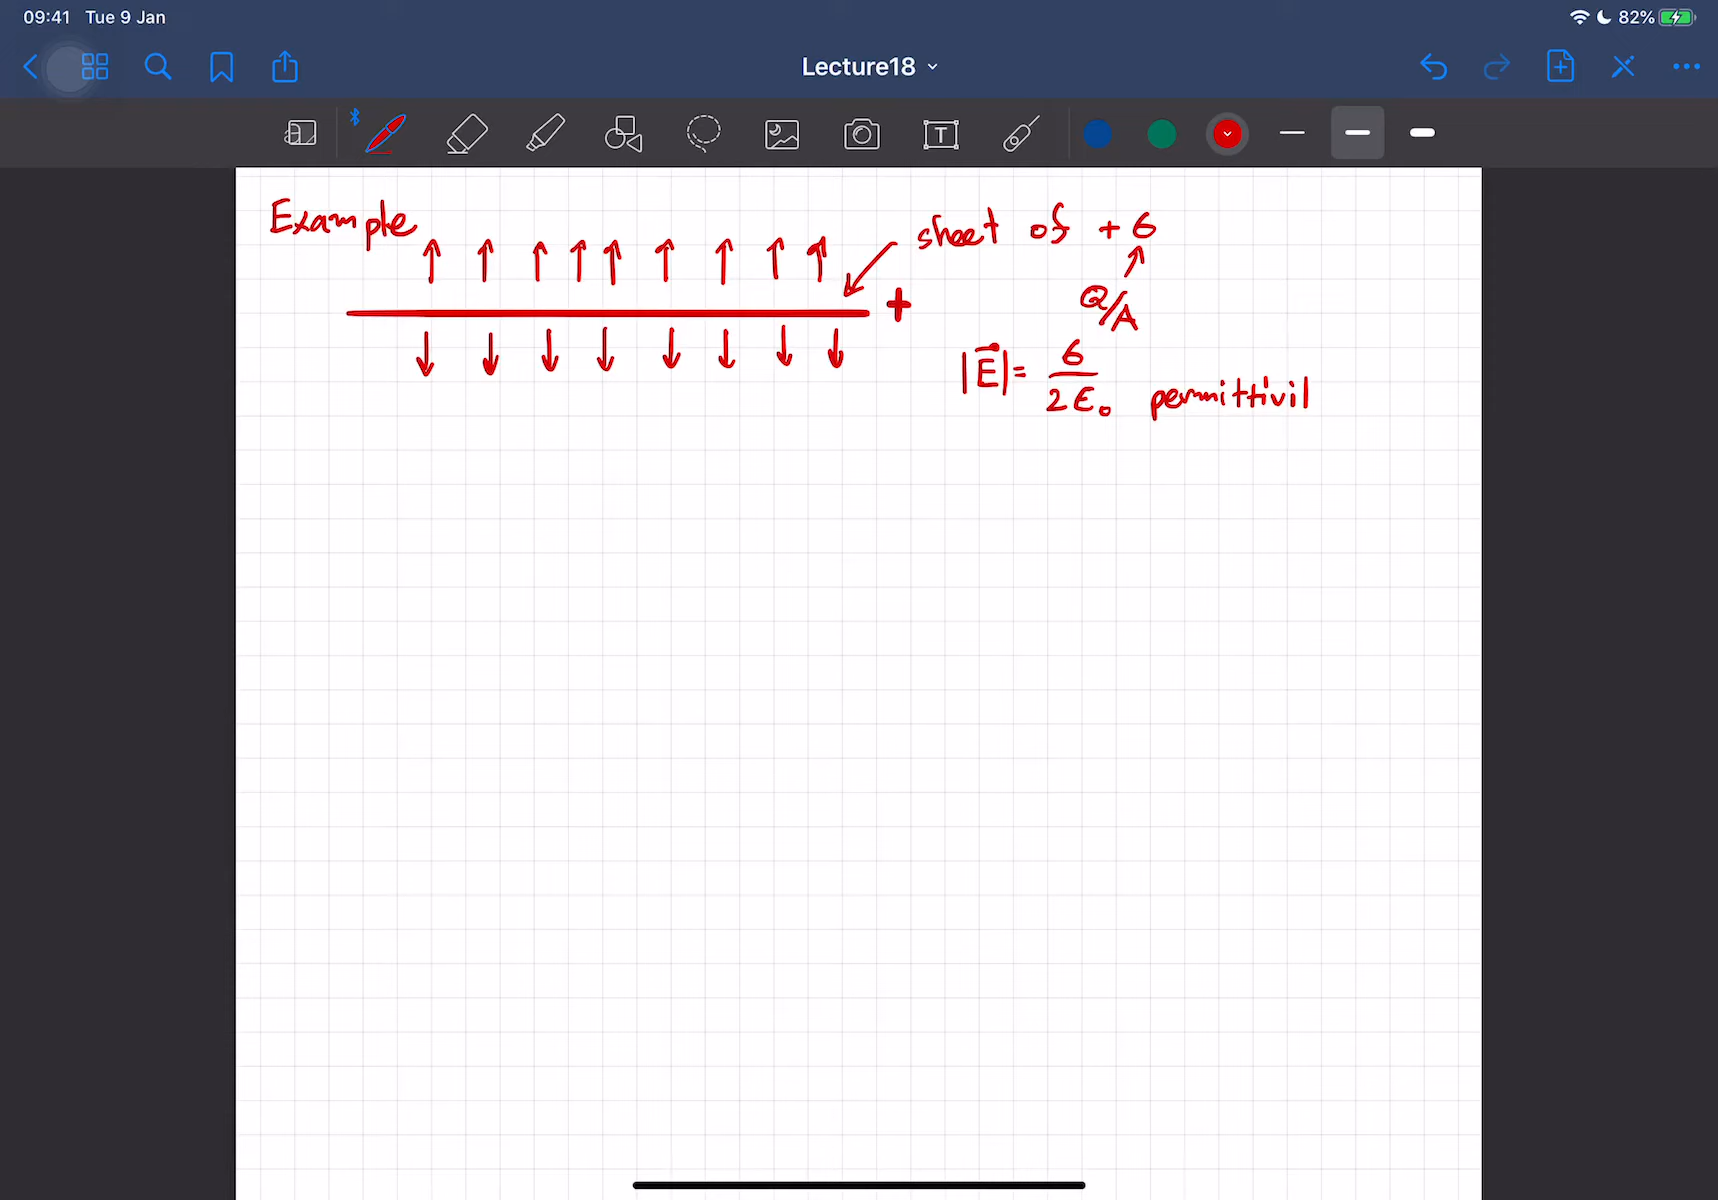 09:41 Tue 9 Jan 82%
Lecture18
T
Example
sheet of + σ
Q/A
+
|E⃗| = σ / 2ϵ₀ permittivil